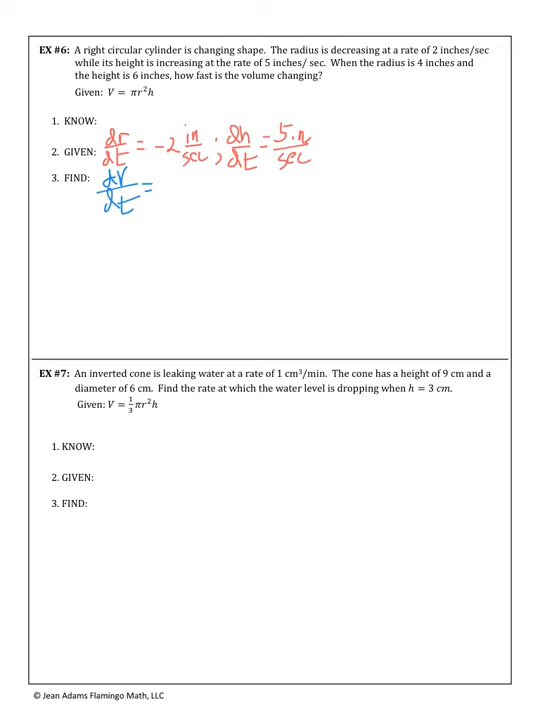 EX #6: A right circular cylinder is changing shape. The radius is decreasing at a rate of 2 inches/sec
while its height is increasing at the rate of 5 inches/ sec. When the radius is 4 inches and
the height is 6 inches, how fast is the volume changing?
Given: V = πr²h
1. KNOW:
2. GIVEN: dr/dt = -2 in/sec ; dh/dt = 5 in/sec
3. FIND: dV/dt =
EX #7: An inverted cone is leaking water at a rate of 1 cm³/min. The cone has a height of 9 cm and a
diameter of 6 cm. Find the rate at which the water level is dropping when h = 3 cm.
Given: V = 1/3 πr²h
1. KNOW:
2. GIVEN:
3. FIND:
© Jean Adams Flamingo Math, LLC